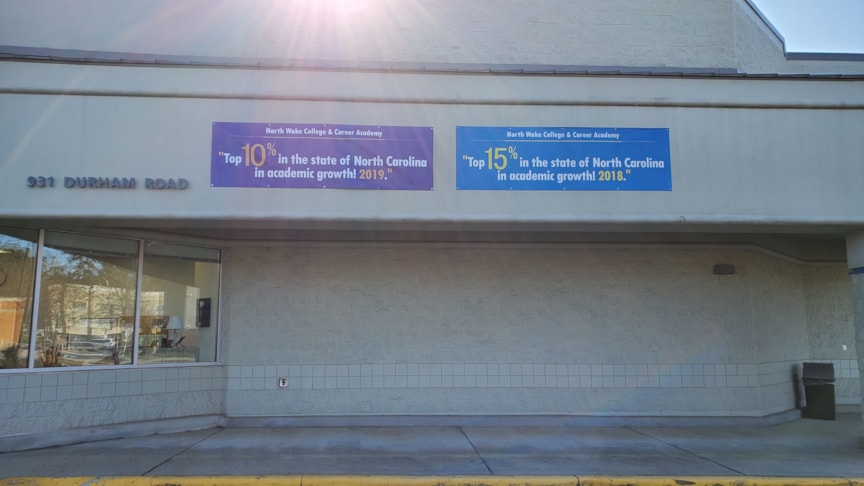 931 DURHAM ROAD
North Wake College & Career Academy
"Top 10% in the state of North Carolina
in academic growth! 2019."
North Wake College & Career Academy
"Top 15% in the state of North Carolina
in academic growth! 2018."